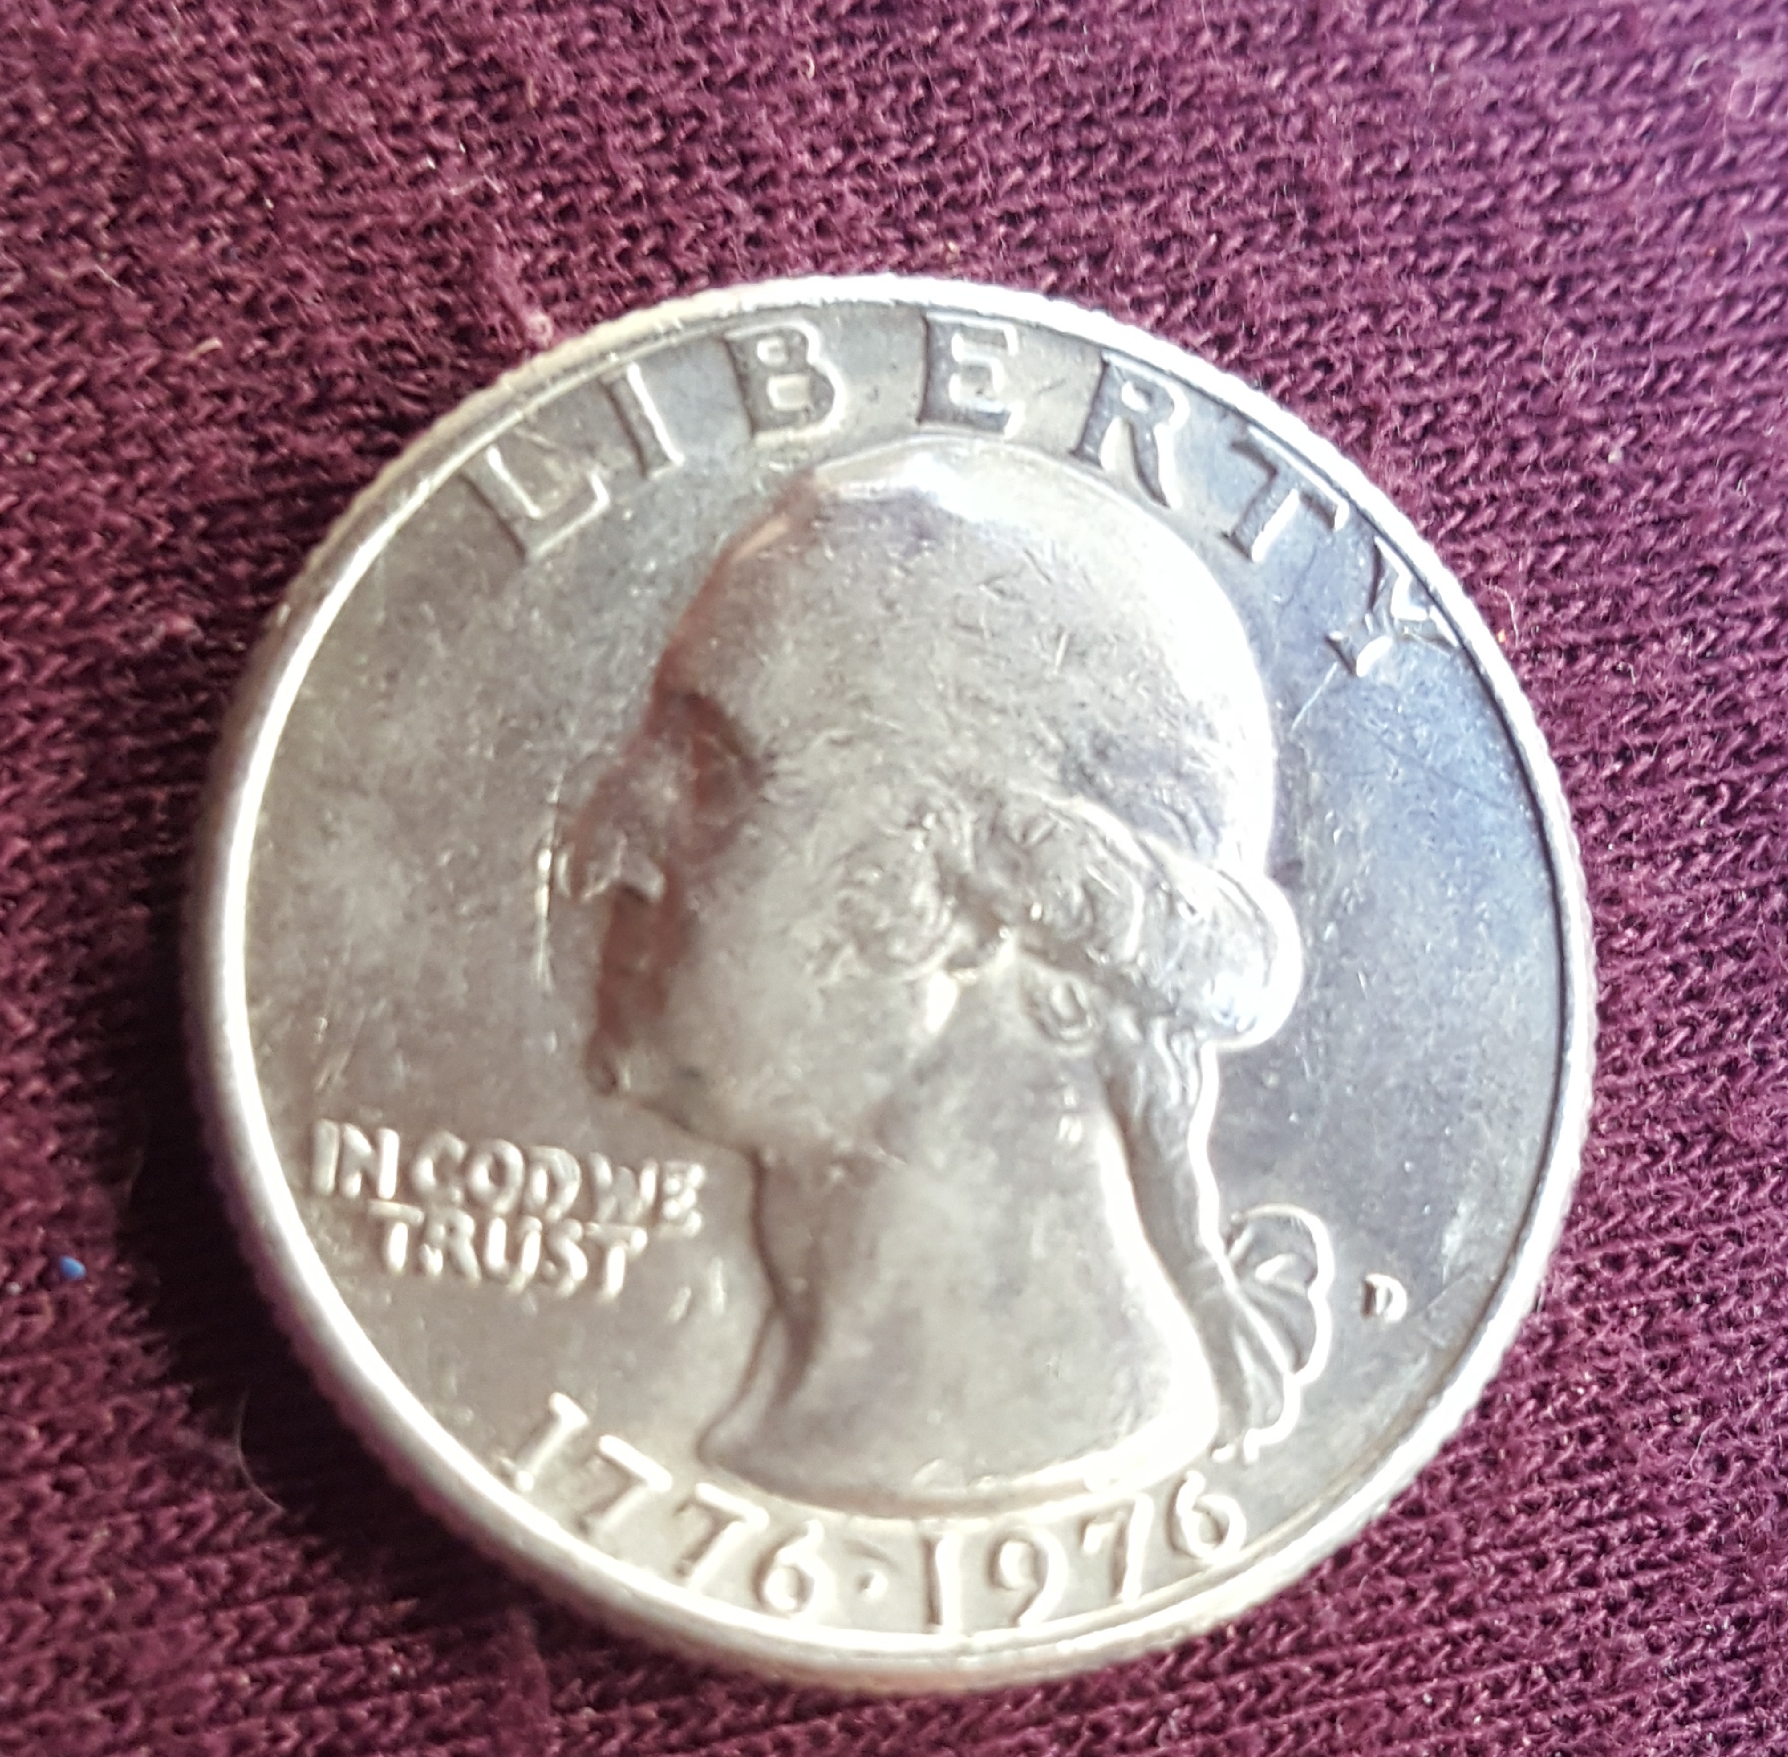 LIBERTY
IN GOD WE
TRUST
D
1776·1976